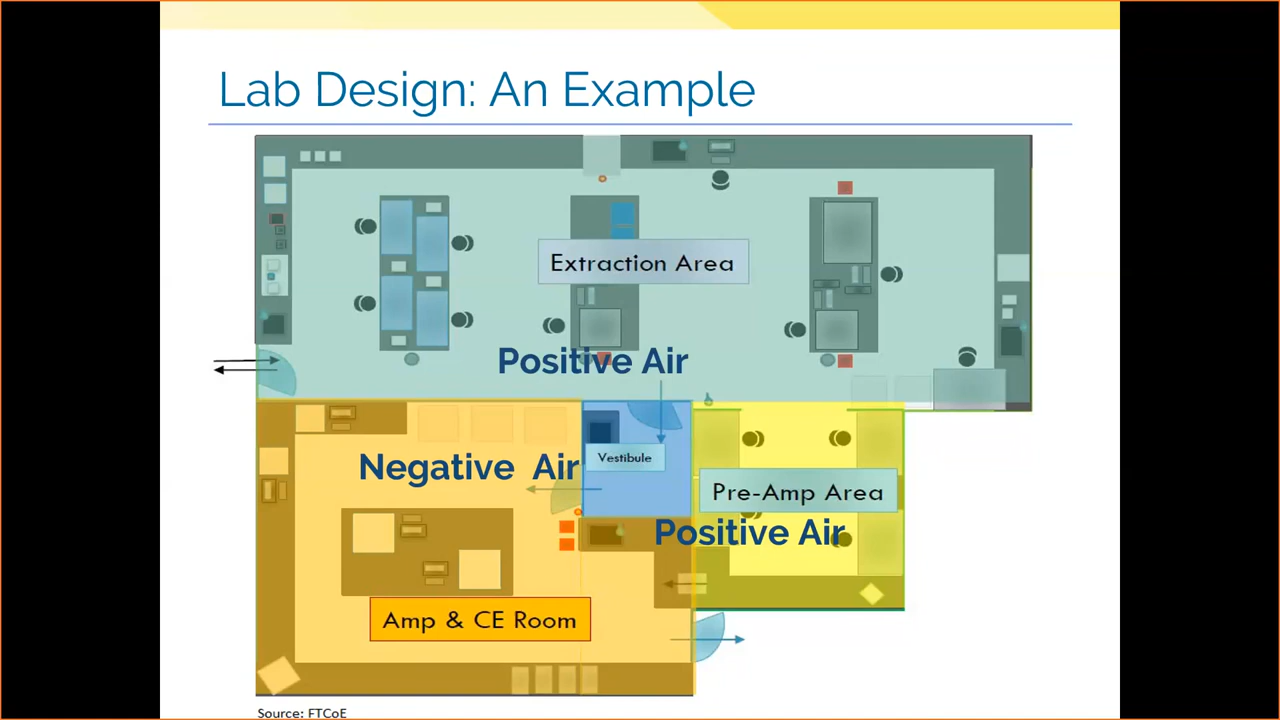 Lab Design: An Example
Extraction Area
Positive Air
Negative Air
Vestibule
Pre-Amp Area
Positive Air
Amp & CE Room
Source: FTCoE